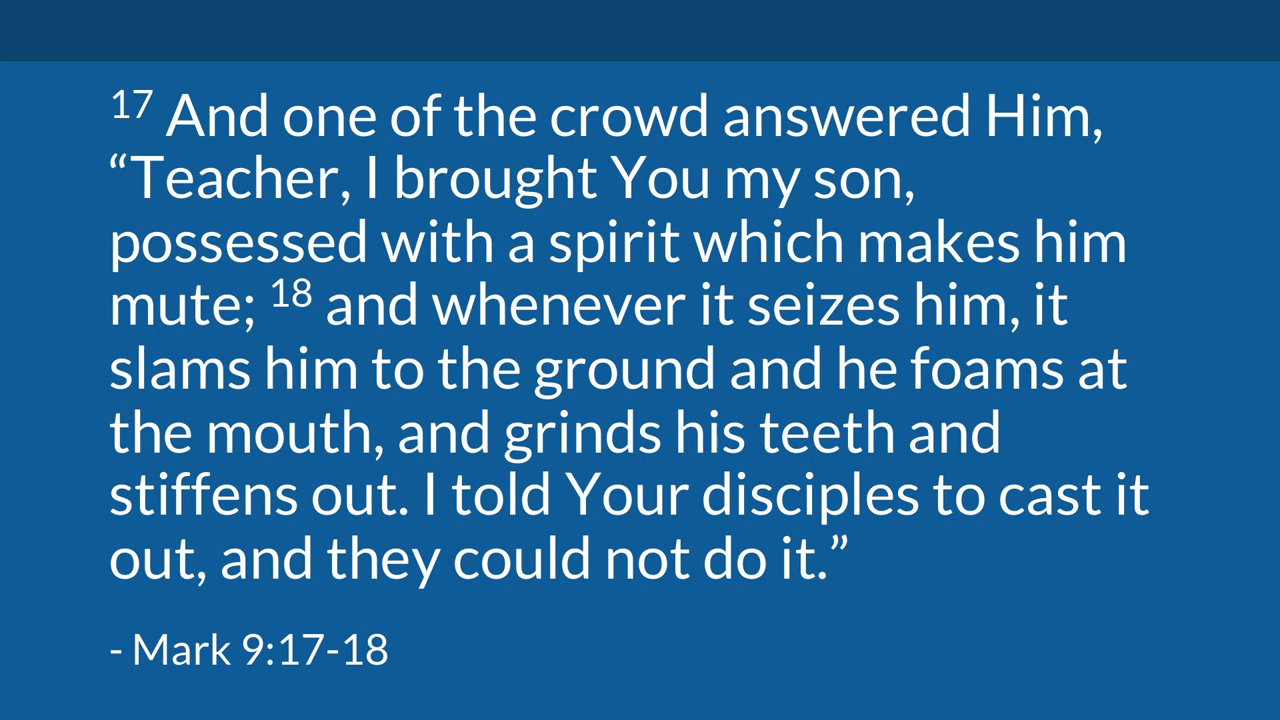 17 And one of the crowd answered Him,
“Teacher, I brought You my son,
possessed with a spirit which makes him
mute; 18 and whenever it seizes him, it
slams him to the ground and he foams at
the mouth, and grinds his teeth and
stiffens out. I told Your disciples to cast it
out, and they could not do it.”
- Mark 9:17-18